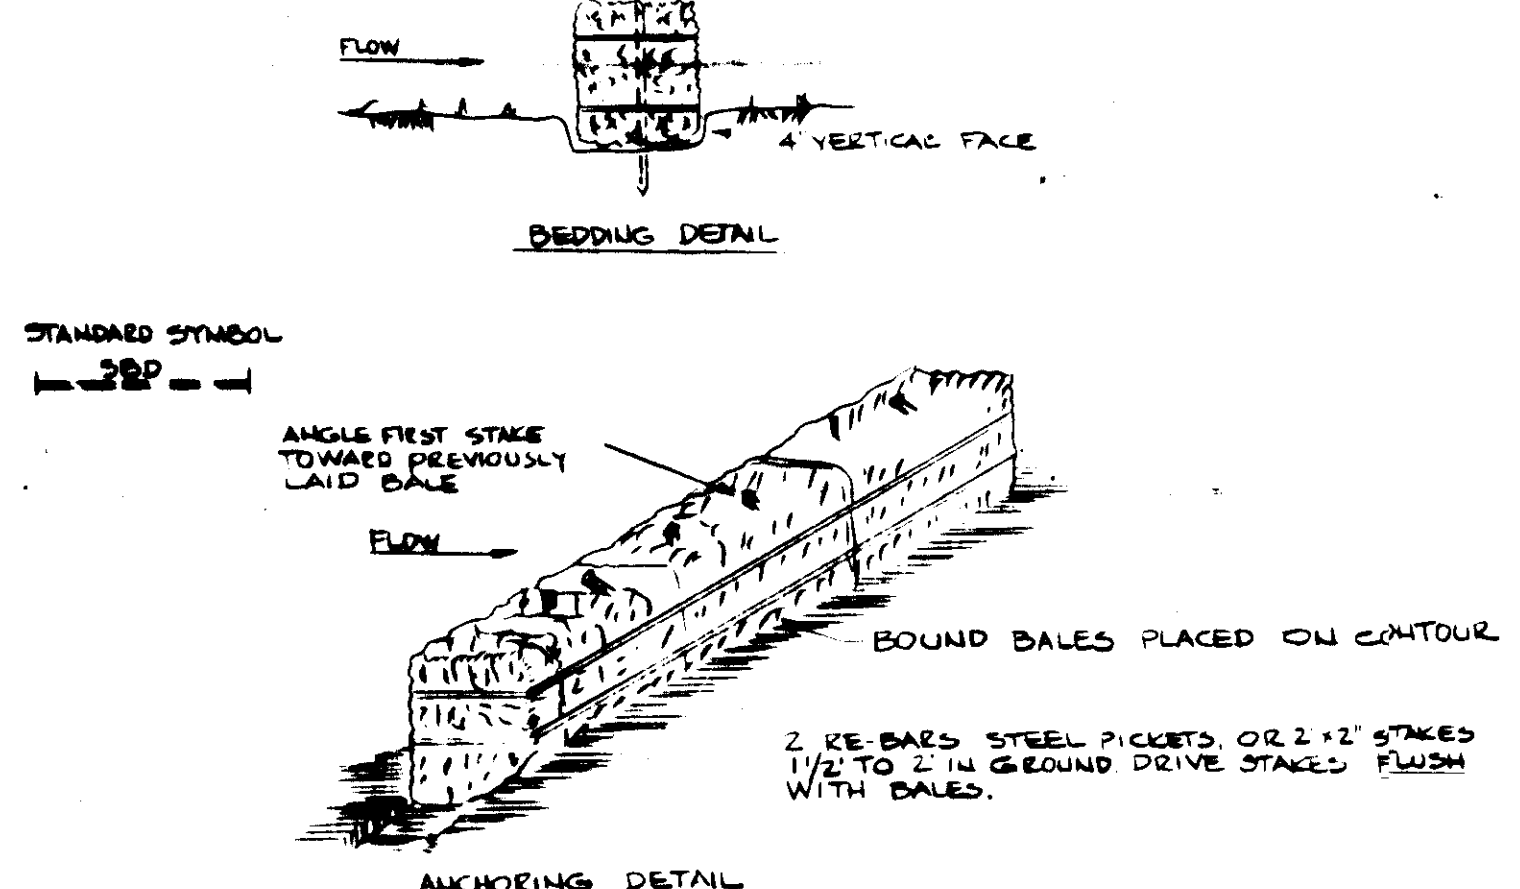 FLOW
4" VERTICAL FACE
BEDDING DETAIL
STANDARD SYMBOL
SBD
ANGLE FIRST STAKE
TOWARD PREVIOUSLY
LAID BALE
FLOW
BOUND BALES PLACED ON CONTOUR
2 RE-BARS STEEL PICKETS, OR 2"x2" STAKES
1 1/2' TO 2' IN GROUND. DRIVE STAKES FLUSH
WITH BALES.
ANCHORING DETAIL